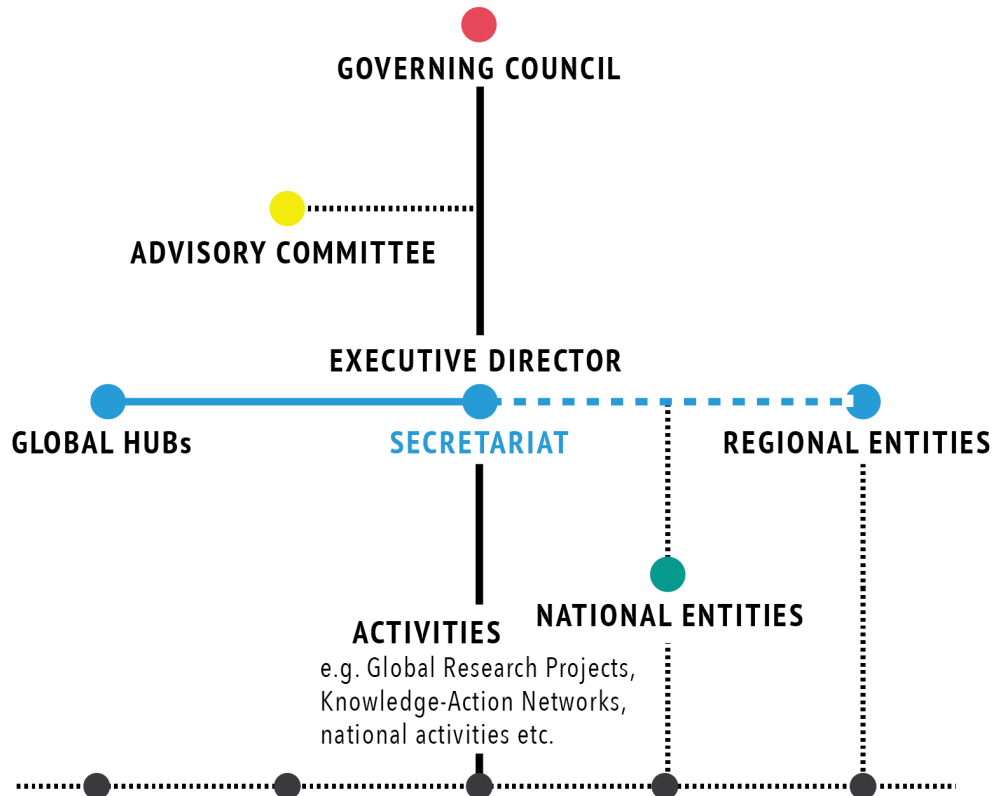 GOVERNING COUNCIL
ADVISORY COMMITTEE
EXECUTIVE DIRECTOR
GLOBAL HUBs
SECRETARIAT
REGIONAL ENTITIES
NATIONAL ENTITIES
ACTIVITIES
e.g. Global Research Projects,
Knowledge-Action Networks,
national activities etc.